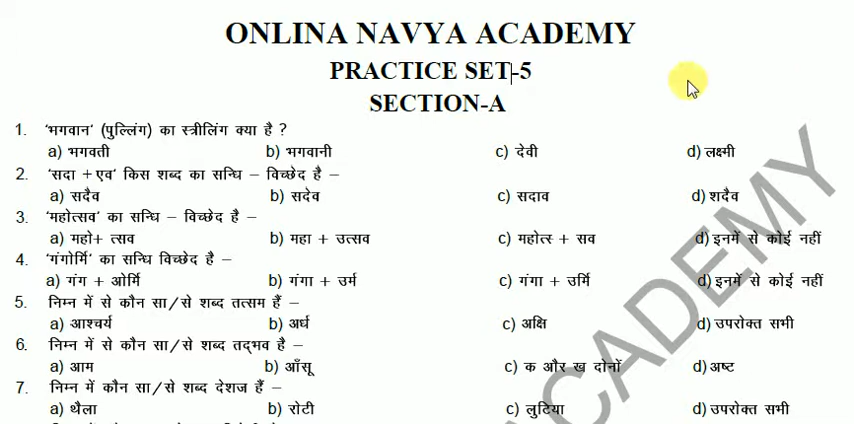 ONLINA NAVYA ACADEMY
PRACTICE SET-5
SECTION-A
1. 'भगवान' (पुल्लिंग) का स्त्रीलिंग क्या है ?
a) भगवती b) भगवानी c) देवी d) लक्ष्मी
2. 'सदा +एव' किस शब्द का सन्धि – विच्छेद है –
a) सदैव b) सदेव c) सदाव d) शदैव
3. 'महोत्सव' का सन्धि – विच्छेद है –
a) महो+ त्सव b) महा + उत्सव c) महोत्स + सव d) इनमें से कोई नहीं
4. 'गंगोर्मि' का सन्धि विच्छेद है –
a) गंग + ओर्मि b) गंगा + उर्म c) गंगा + उर्मि d) इनमें से कोई नहीं
5. निम्न में से कौन सा/से शब्द तत्सम हैं –
a) आश्चर्य b) अर्ध c) अक्षि d) उपरोक्त सभी
6. निम्न में से कौन सा/से शब्द तद्भव है –
a) आम b) आँसू c) क और ख दोनों d) अष्ट
7. निम्न में कौन सा/से शब्द देशज हैं –
a) थैला b) रोटी c) लुटिया d) उपरोक्त सभी
ACADEMY